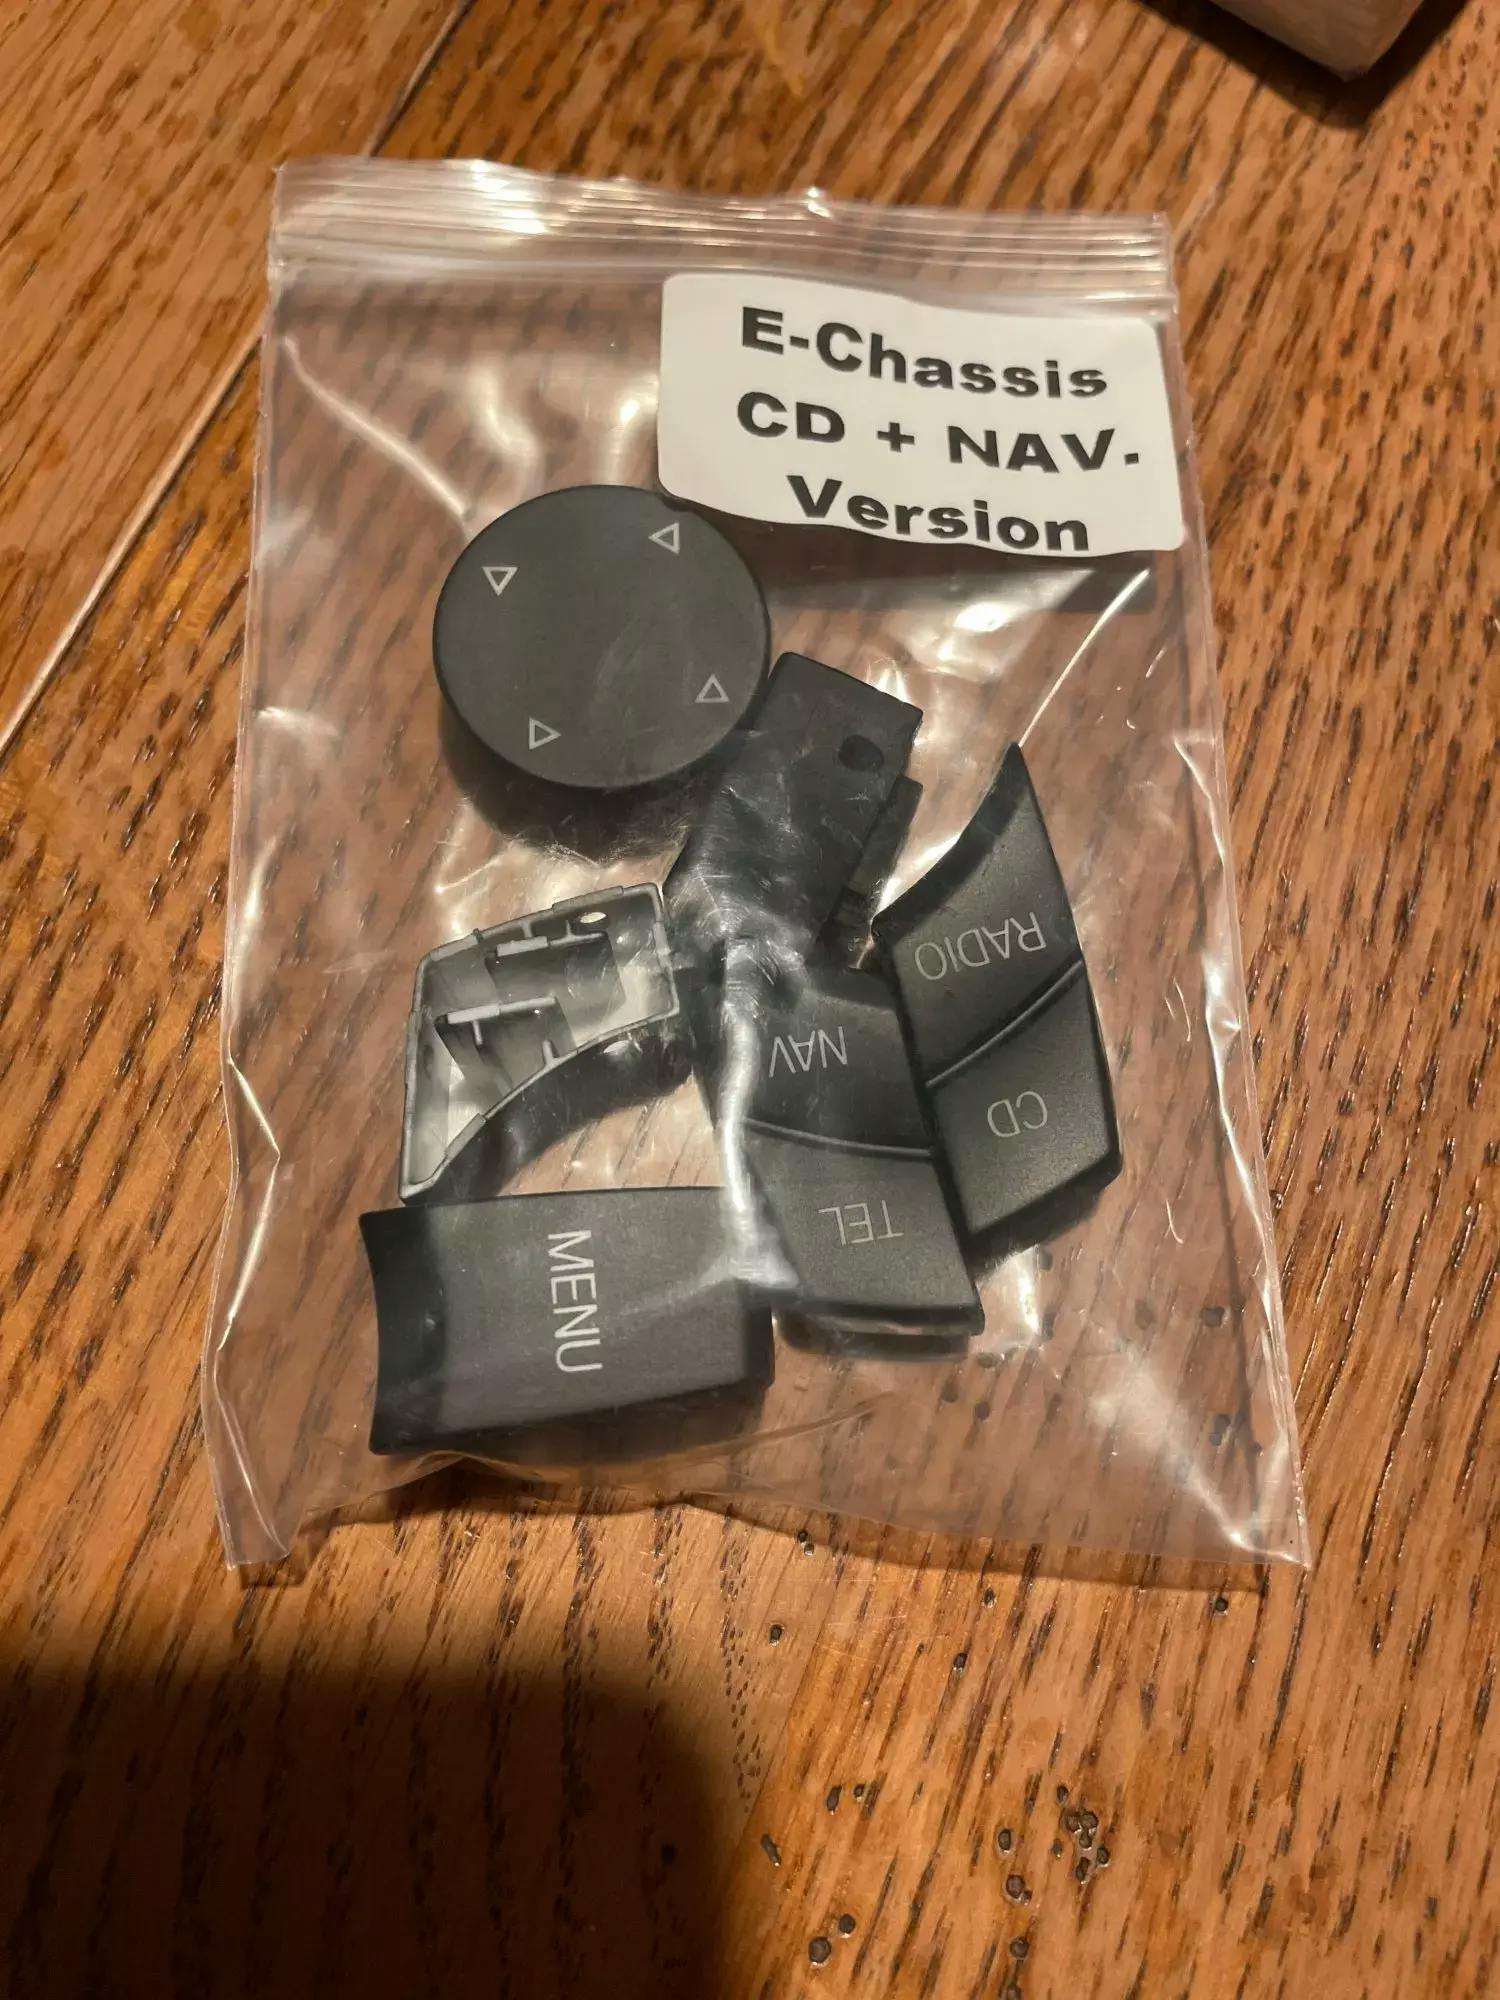 E-Chassis
CD + NAV.
Version
RADIO
NAV
CD
TEL
MENU